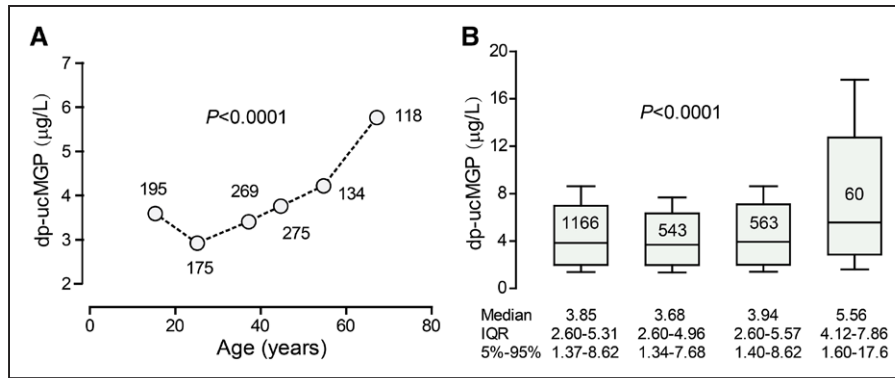 A
7
6
5
4
3
2
dp-ucMGP (μg/L)
P<0.0001
195
175
269
275
134
118
0 20 40 60 80
Age (years)
B
20
16
12
8
4
0
dp-ucMGP (μg/L)
P<0.0001
1166 543 563 60
Median 3.85 3.68 3.94 5.56
IQR 2.60-5.31 2.60-4.96 2.60-5.57 4.12-7.86
5%-95% 1.37-8.62 1.34-7.68 1.40-8.62 1.60-17.6